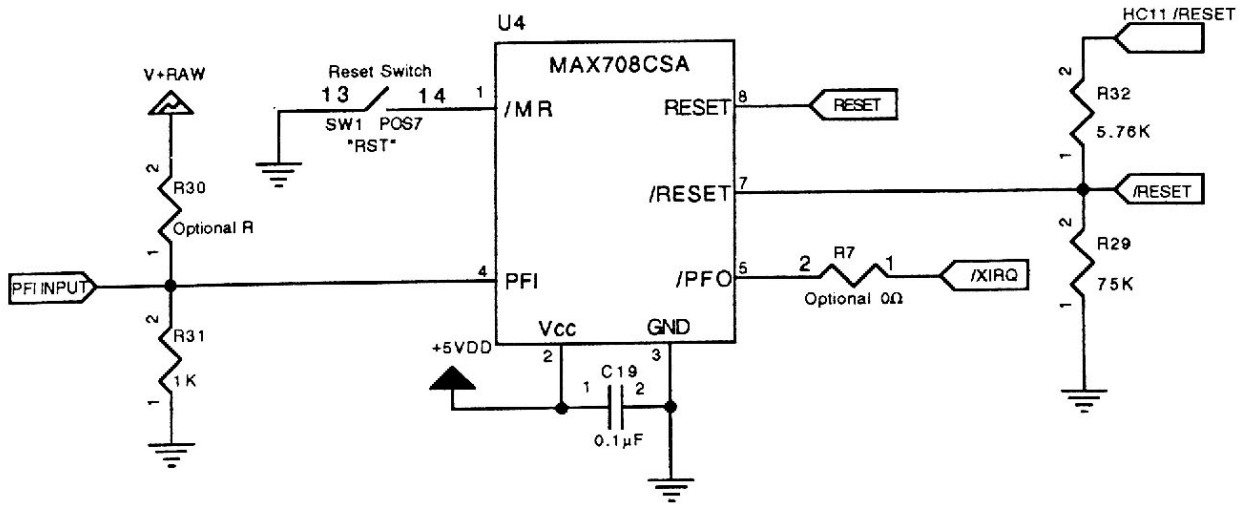 HC11 /RESET
U4
MAX708CSA
V+RAW
Reset Switch
13 14
SW1 POS7
"RST"
1
/MR
RESET
8
RESET
2
R32
5.76K
1
2
R30
Optional R
1
/RESET
7
/RESET
PFI INPUT
4
PFI
/PFO
5
2 R7 1
Optional 0Ω
/XIRQ
2
R29
75K
1
2
R31
1K
1
Vcc
GND
+5VDD
2
3
C19
1 2
0.1µF